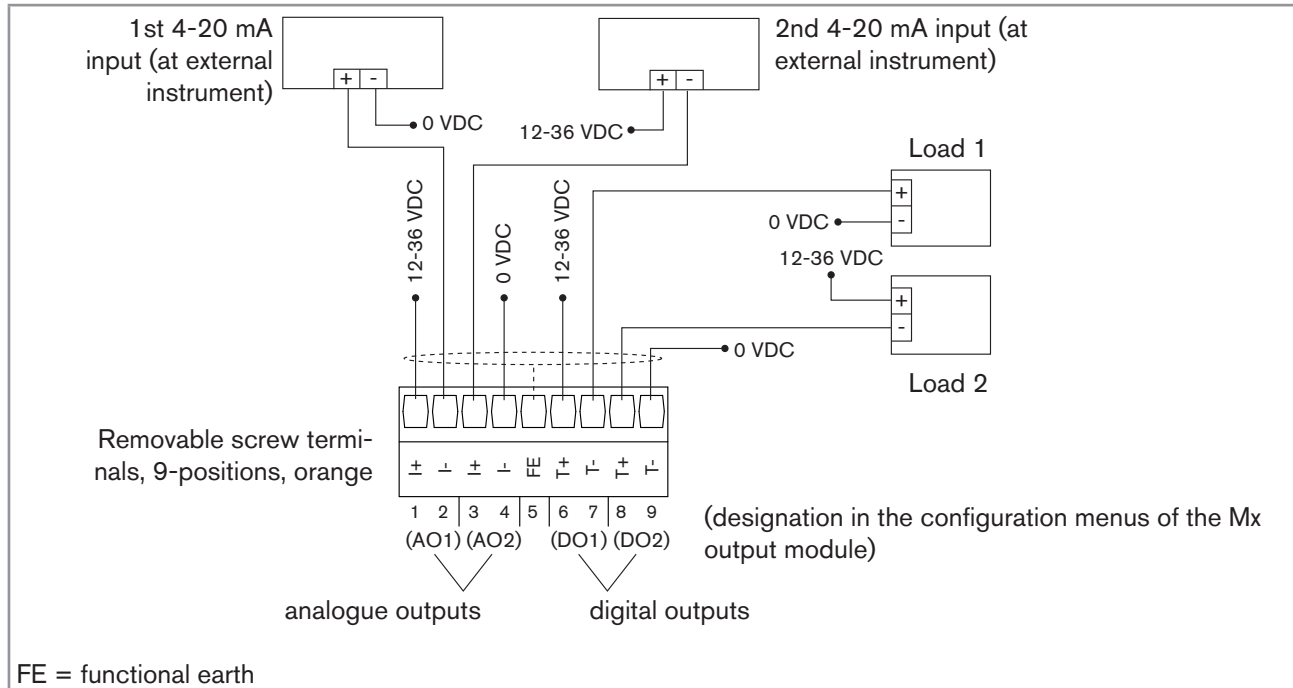 1st 4-20 mA
input (at external
instrument)
+ -
0 VDC
2nd 4-20 mA input (at
external instrument)
+ -
12-36 VDC
Load 1
+
-
0 VDC
12-36 VDC
+
-
Load 2
12-36 VDC
0 VDC
12-36 VDC
0 VDC
Removable screw termi-
nals, 9-positions, orange
I+ I- I+ I- FE T+ T- T+ T-
1 2 3 4 5 6 7 8 9
(AO1) (AO2) (DO1) (DO2)
(designation in the configuration menus of the Mx
output module)
analogue outputs digital outputs
FE = functional earth